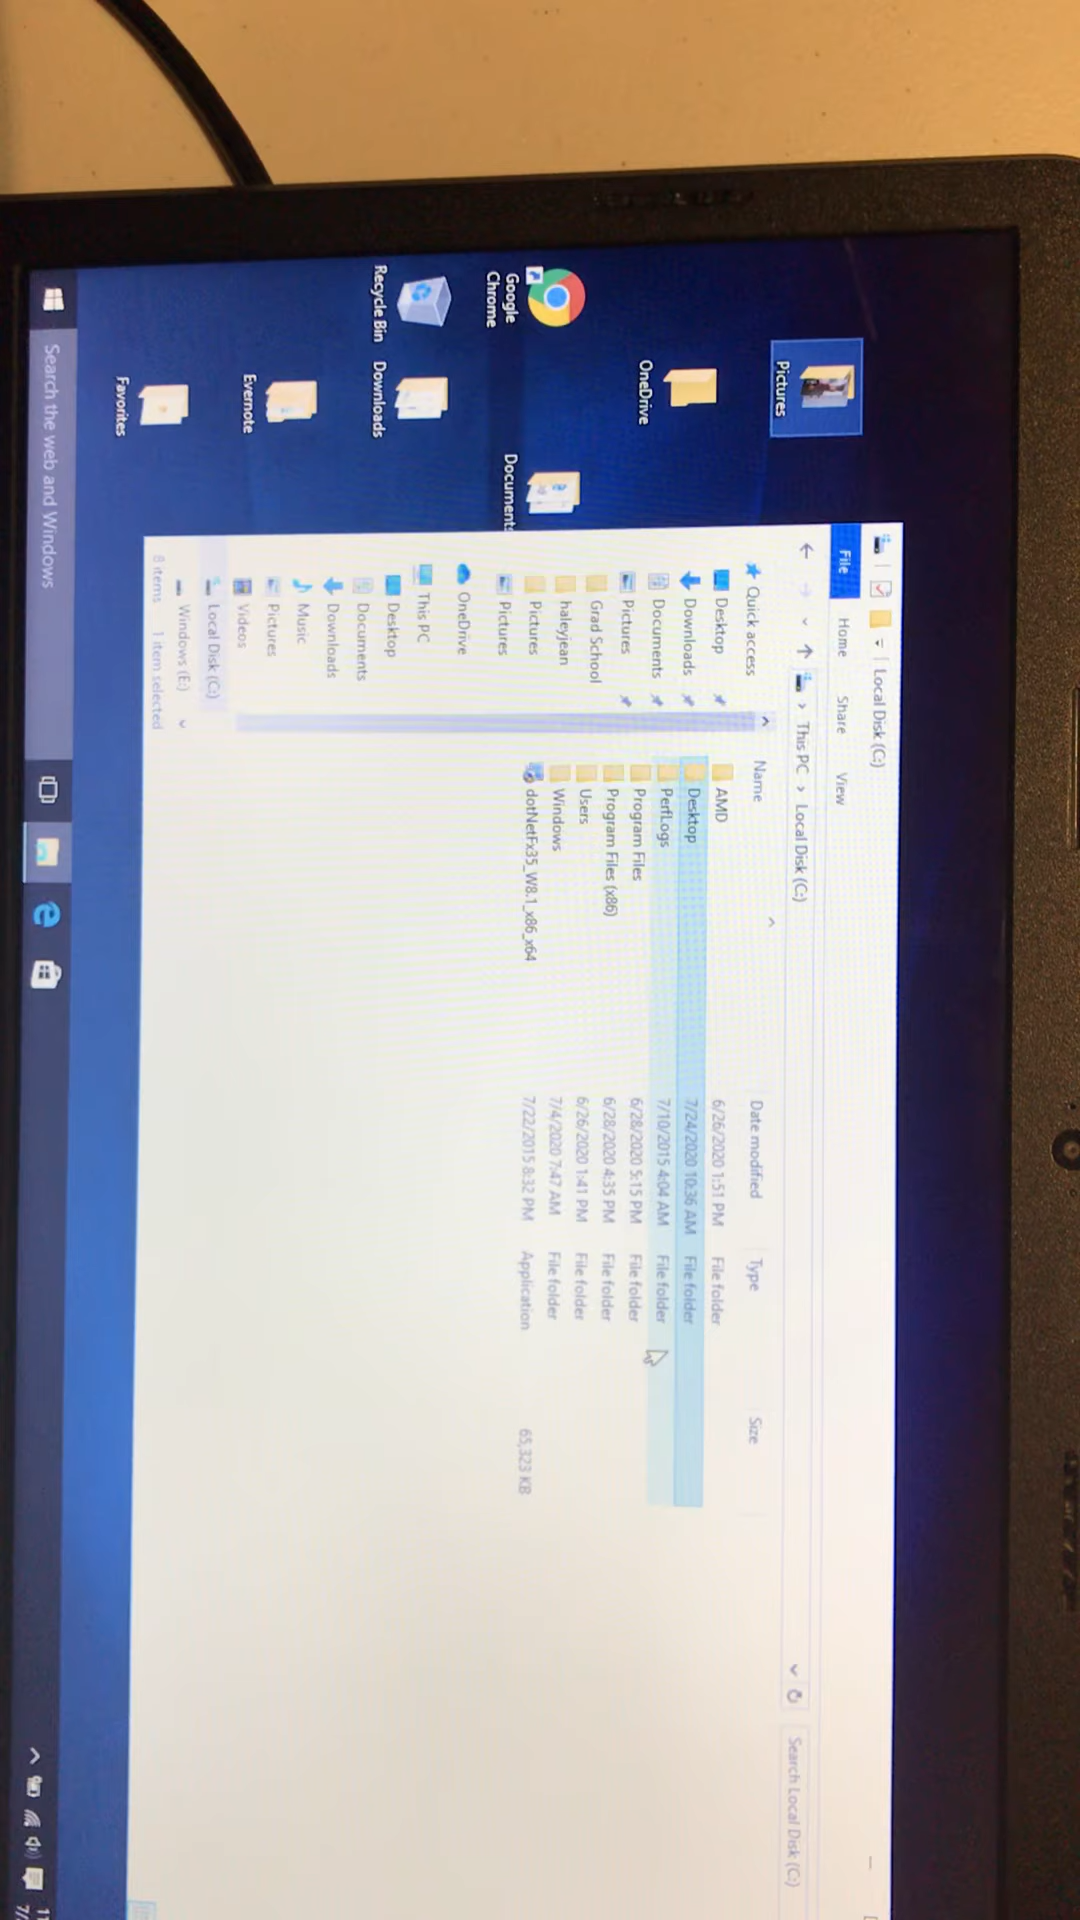 Local Disk (C:)
File Home Share View
This PC > Local Disk (C:)
Search Local Disk (C:)
Name Date modified Type Size
Quick access
Desktop
Downloads
Documents
Pictures
Grad School
haleyjean
Pictures
Pictures
OneDrive
This PC
Desktop
Documents
Downloads
Music
Pictures
Videos
Local Disk (C:)
Windows (E:)
AMD 6/26/2020 1:51 PM File folder
Desktop 7/24/2020 10:36 AM File folder
PerfLogs 7/10/2015 4:04 AM File folder
Program Files 6/28/2020 5:15 PM File folder
Program Files (x86) 6/28/2020 4:35 PM File folder
Users 6/26/2020 1:41 PM File folder
Windows 7/4/2020 7:47 AM File folder
dotNetFx35_W8.1_x86_x64 7/22/2015 8:32 PM Application 65,323 KB
8 items 1 item selected
Pictures
OneDrive
Google
Chrome
Documents
Recycle Bin
Downloads
Evernote
Favorites
Search the web and Windows